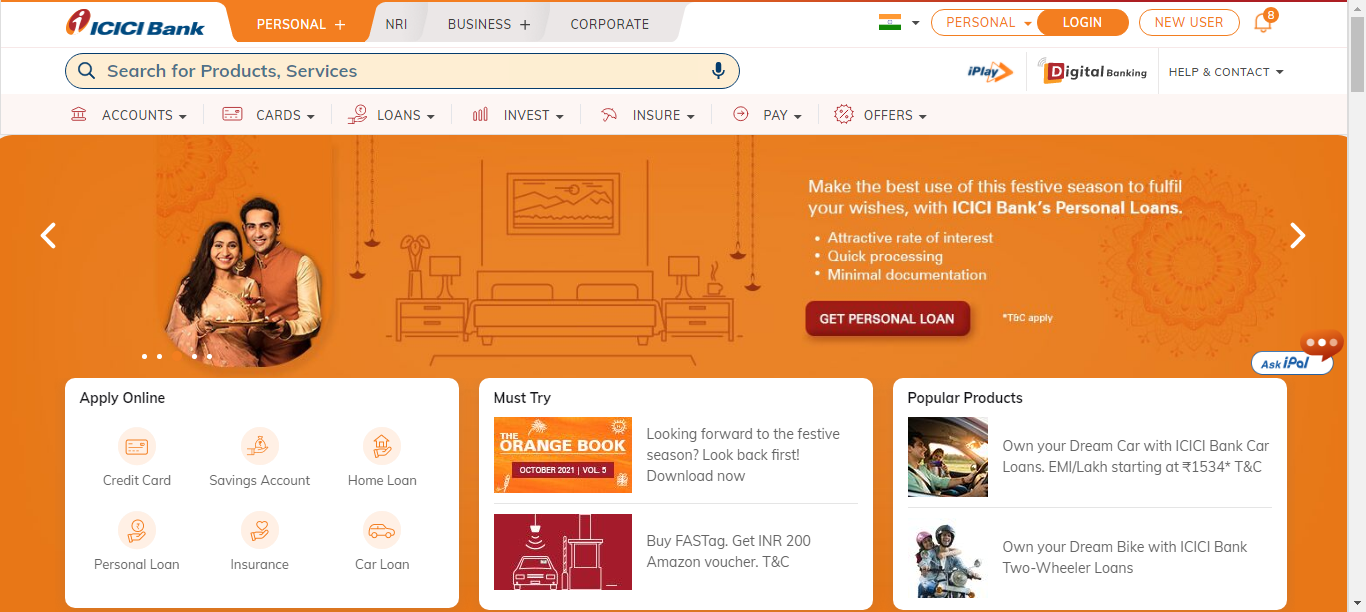 ICICI Bank
PERSONAL +
NRI
BUSINESS +
CORPORATE
PERSONAL
LOGIN
NEW USER
8
Search for Products, Services
iPlay
Digital Banking
HELP & CONTACT
ACCOUNTS
CARDS
LOANS
INVEST
INSURE
PAY
OFFERS
Make the best use of this festive season to fulfil
your wishes, with ICICI Bank's Personal Loans.
• Attractive rate of interest
• Quick processing
• Minimal documentation
GET PERSONAL LOAN
*T&C apply
Ask iPal
Apply Online
Credit Card
Savings Account
Home Loan
Personal Loan
Insurance
Car Loan
Must Try
THE
ORANGE BOOK
OCTOBER 2021 | VOL. 5
Looking forward to the festive
season? Look back first!
Download now
Buy FASTag. Get INR 200
Amazon voucher. T&C
Popular Products
Own your Dream Car with ICICI Bank Car
Loans. EMI/Lakh starting at ₹1534* T&C
Own your Dream Bike with ICICI Bank
Two-Wheeler Loans